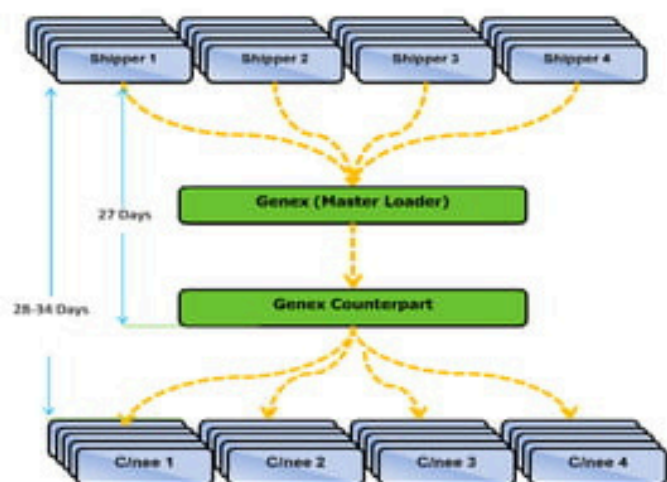 Shipper 1
Shipper 2
Shipper 3
Shipper 4
Genex (Master Loader)
27 Days
Genex Counterpart
28-34 Days
C/nee 1
C/nee 2
C/nee 3
C/nee 4